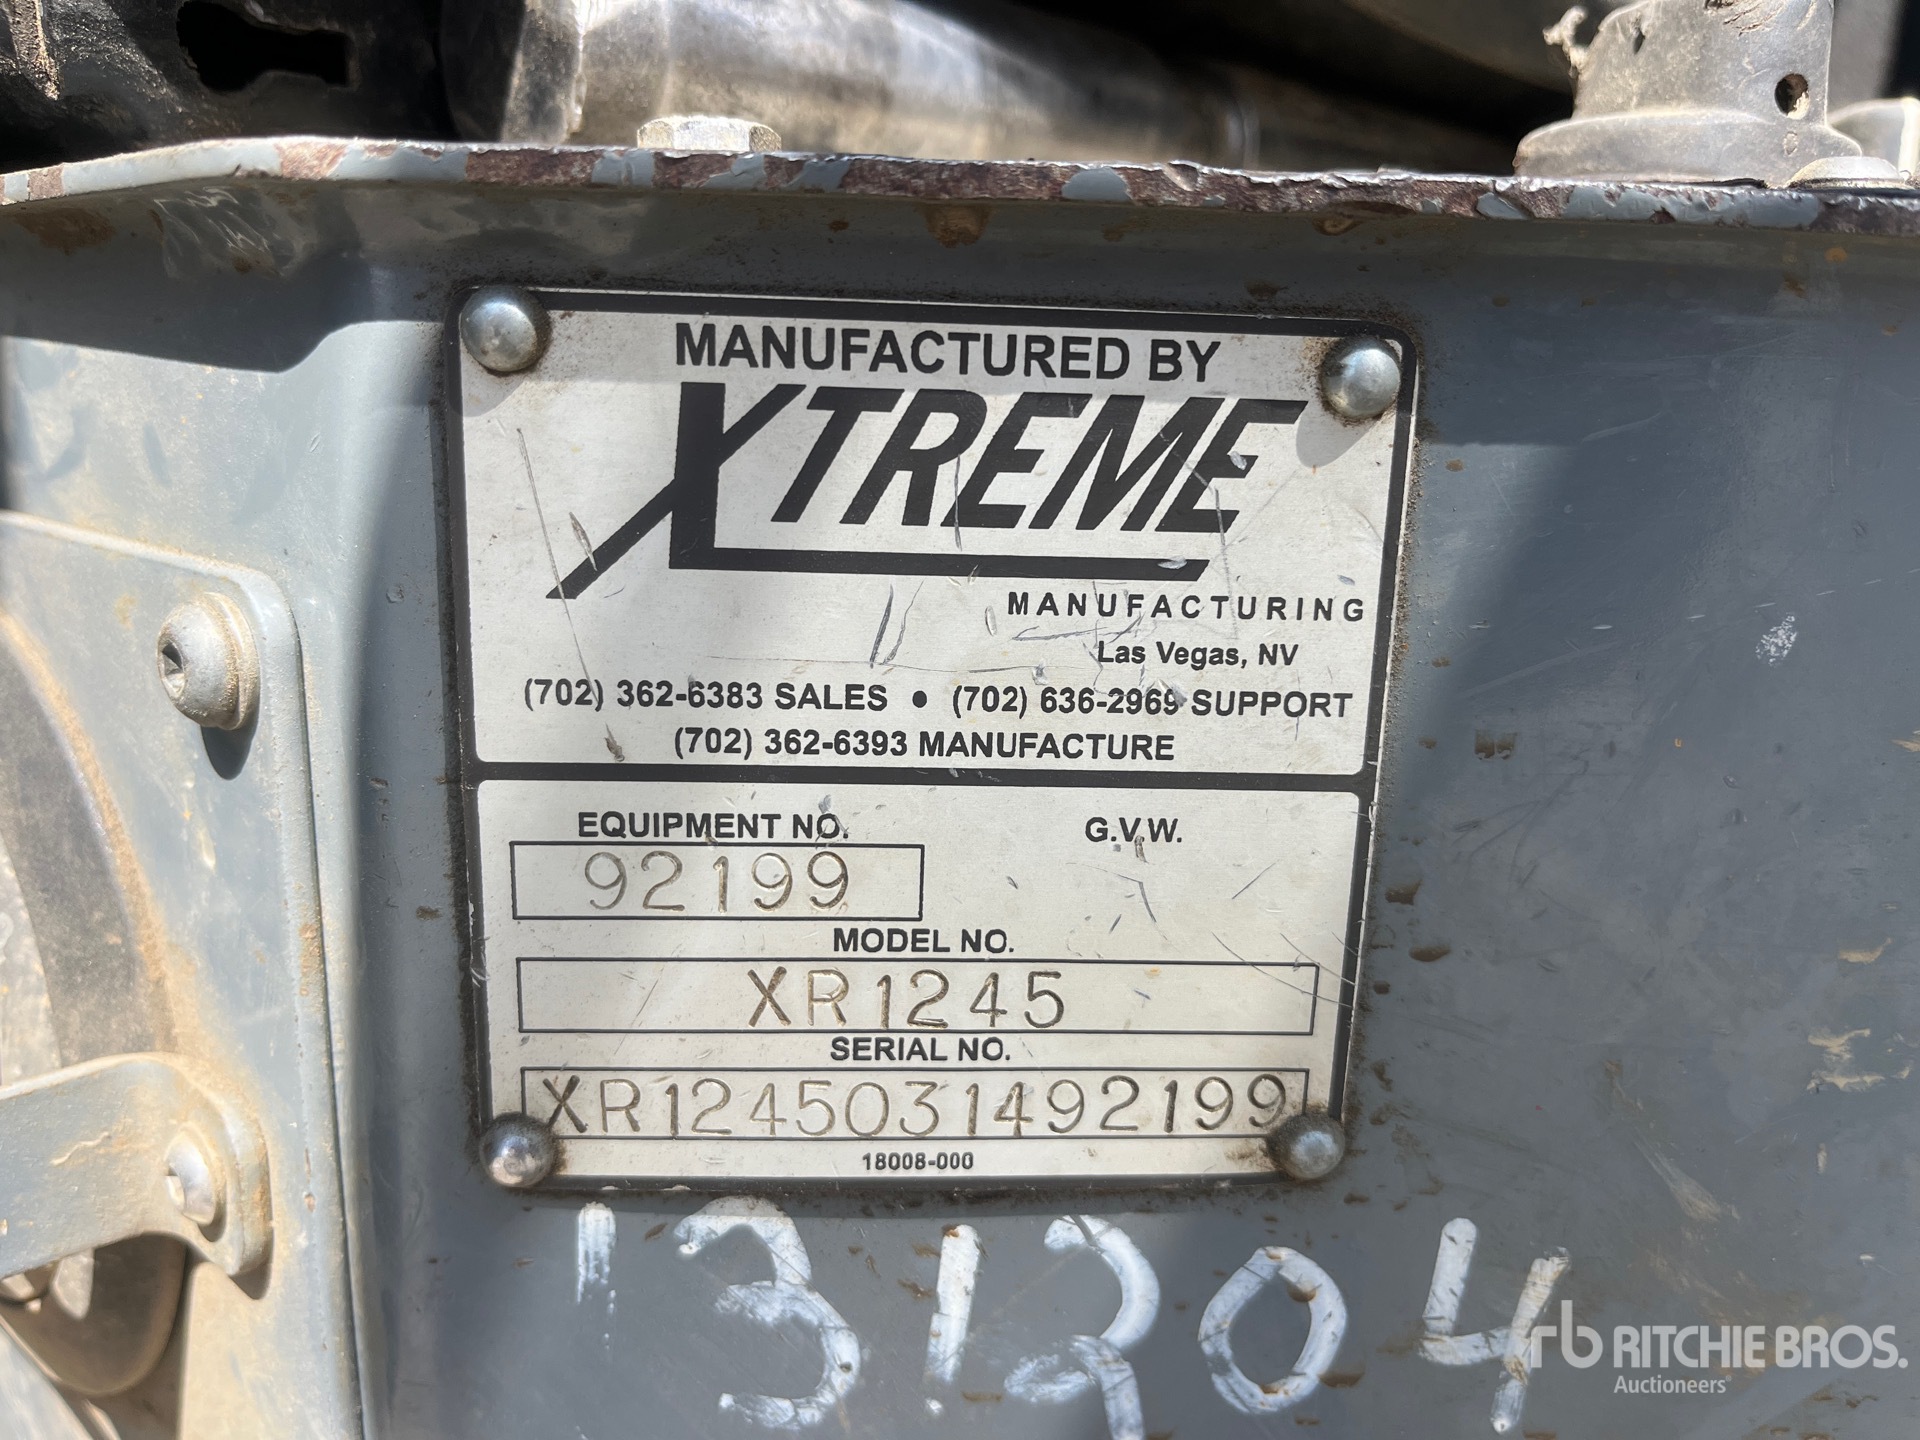 MANUFACTURED BY
XTREME
MANUFACTURING
Las Vegas, NV
(702) 362-6383 SALES • (702) 636-2969 SUPPORT
(702) 362-6393 MANUFACTURE
EQUIPMENT NO. G.V.W.
92199
MODEL NO.
XR1245
SERIAL NO.
XR1245031492199
18008-000
131204
rb RITCHIE BROS.
Auctioneers